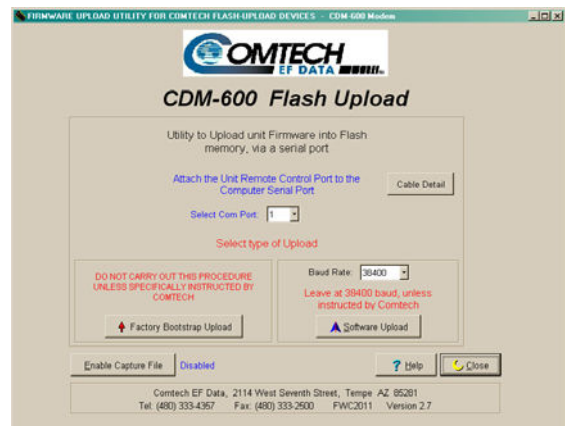 FIRMWARE UPLOAD UTILITY FOR COMTECH FLASH-UPLOAD DEVICES - CDM-600 Modem
COMTECH
EF DATA
CDM-600 Flash Upload
Utility to Upload unit Firmware into Flash
memory, via a serial port
Attach the Unit Remote Control Port to the
Computer Serial Port
Cable Detail
Select Com Port: 1
Select type of Upload
DO NOT CARRY OUT THIS PROCEDURE
UNLESS SPECIFICALLY INSTRUCTED BY
COMTECH
Factory Bootstrap Upload
Baud Rate: 38400
Leave at 38400 baud, unless
instructed by Comtech
Software Upload
Enable Capture File Disabled
Help
Close
Comtech EF Data, 2114 West Seventh Street, Tempe AZ 85281
Tel: (480) 333-4357 Fax: (480) 333-2500 FWC2011 Version 2.7